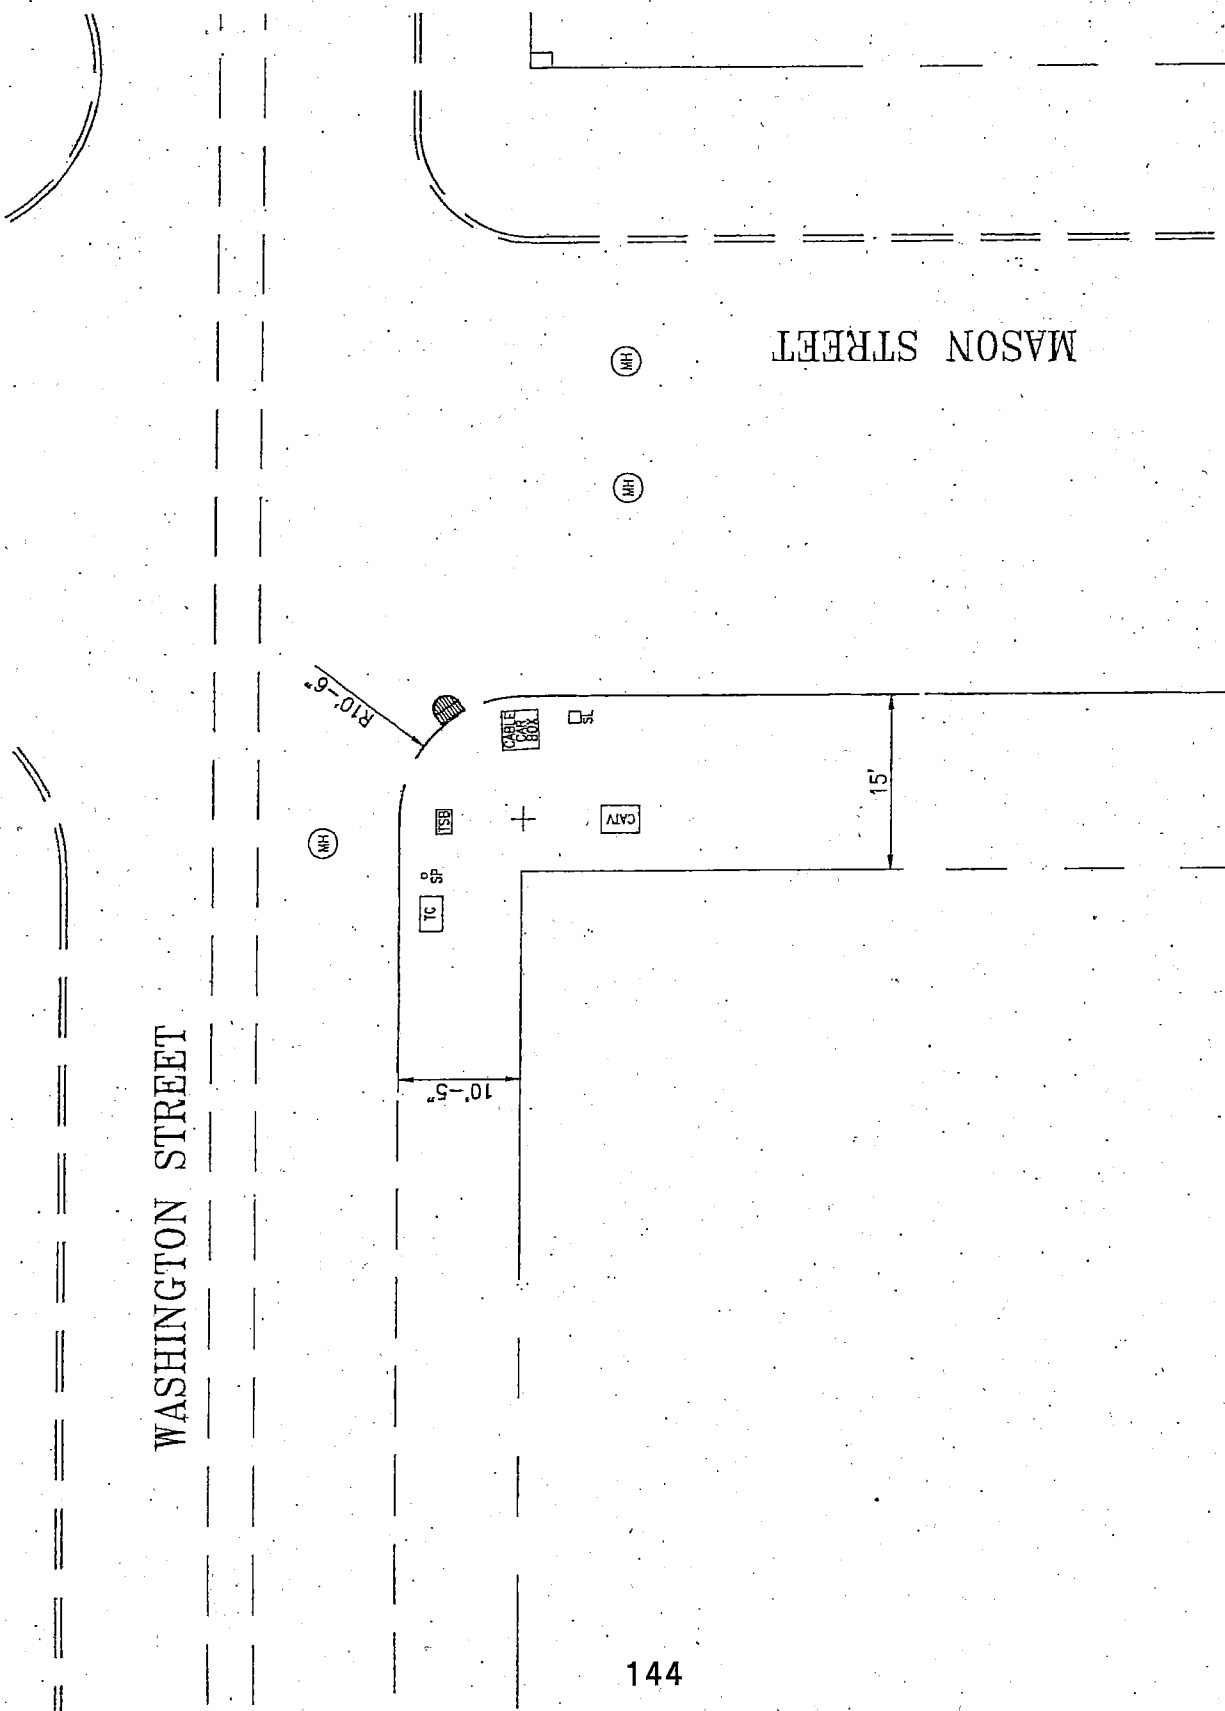 MASON STREET
MH
MH
R10'-6"
CABLE
CAR
BOX
SL
15'
TSB
CATV
MH
SP
TC
10'-5"
WASHINGTON STREET
144